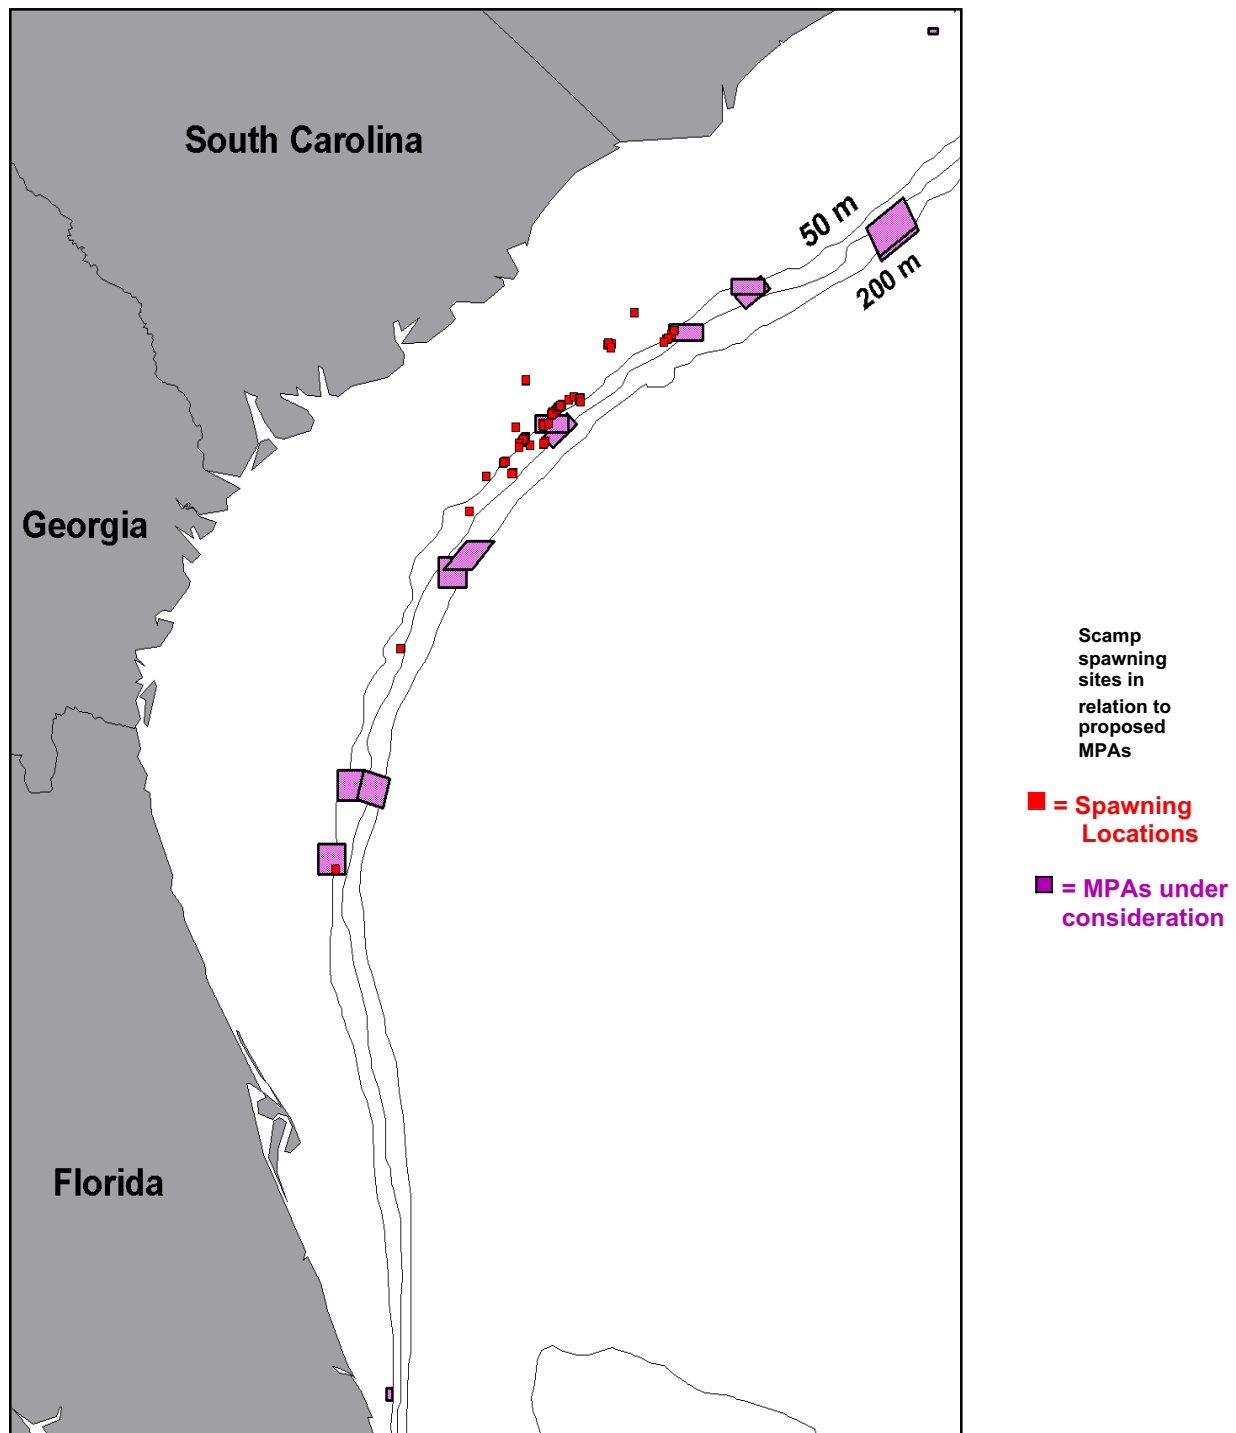 South Carolina
50 m
200 m
Georgia
Florida
Scamp
spawning
sites in
relation to
proposed
MPAs
= Spawning
Locations
= MPAs under
consideration